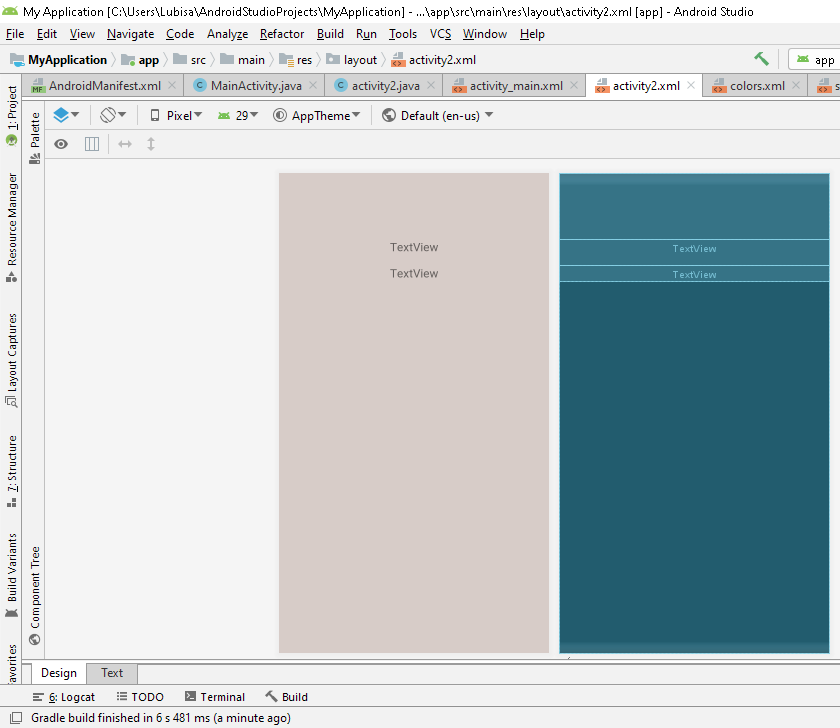 My Application [C:\Users\Lubisa\AndroidStudioProjects\MyApplication] - ...\app\src\main\res\layout\activity2.xml [app] - Android Studio
File Edit View Navigate Code Analyze Refactor Build Run Tools VCS Window Help
MyApplication app src main res layout activity2.xml app
AndroidManifest.xml MainActivity.java activity2.java activity_main.xml activity2.xml colors.xml s
Pixel 29 AppTheme Default (en-us)
1: Project
Resource Manager
Layout Captures
7: Structure
Build Variants
avorites
Palette
Component Tree
TextView
TextView
TextView
TextView
Design Text
6: Logcat TODO Terminal Build
Gradle build finished in 6 s 481 ms (a minute ago)